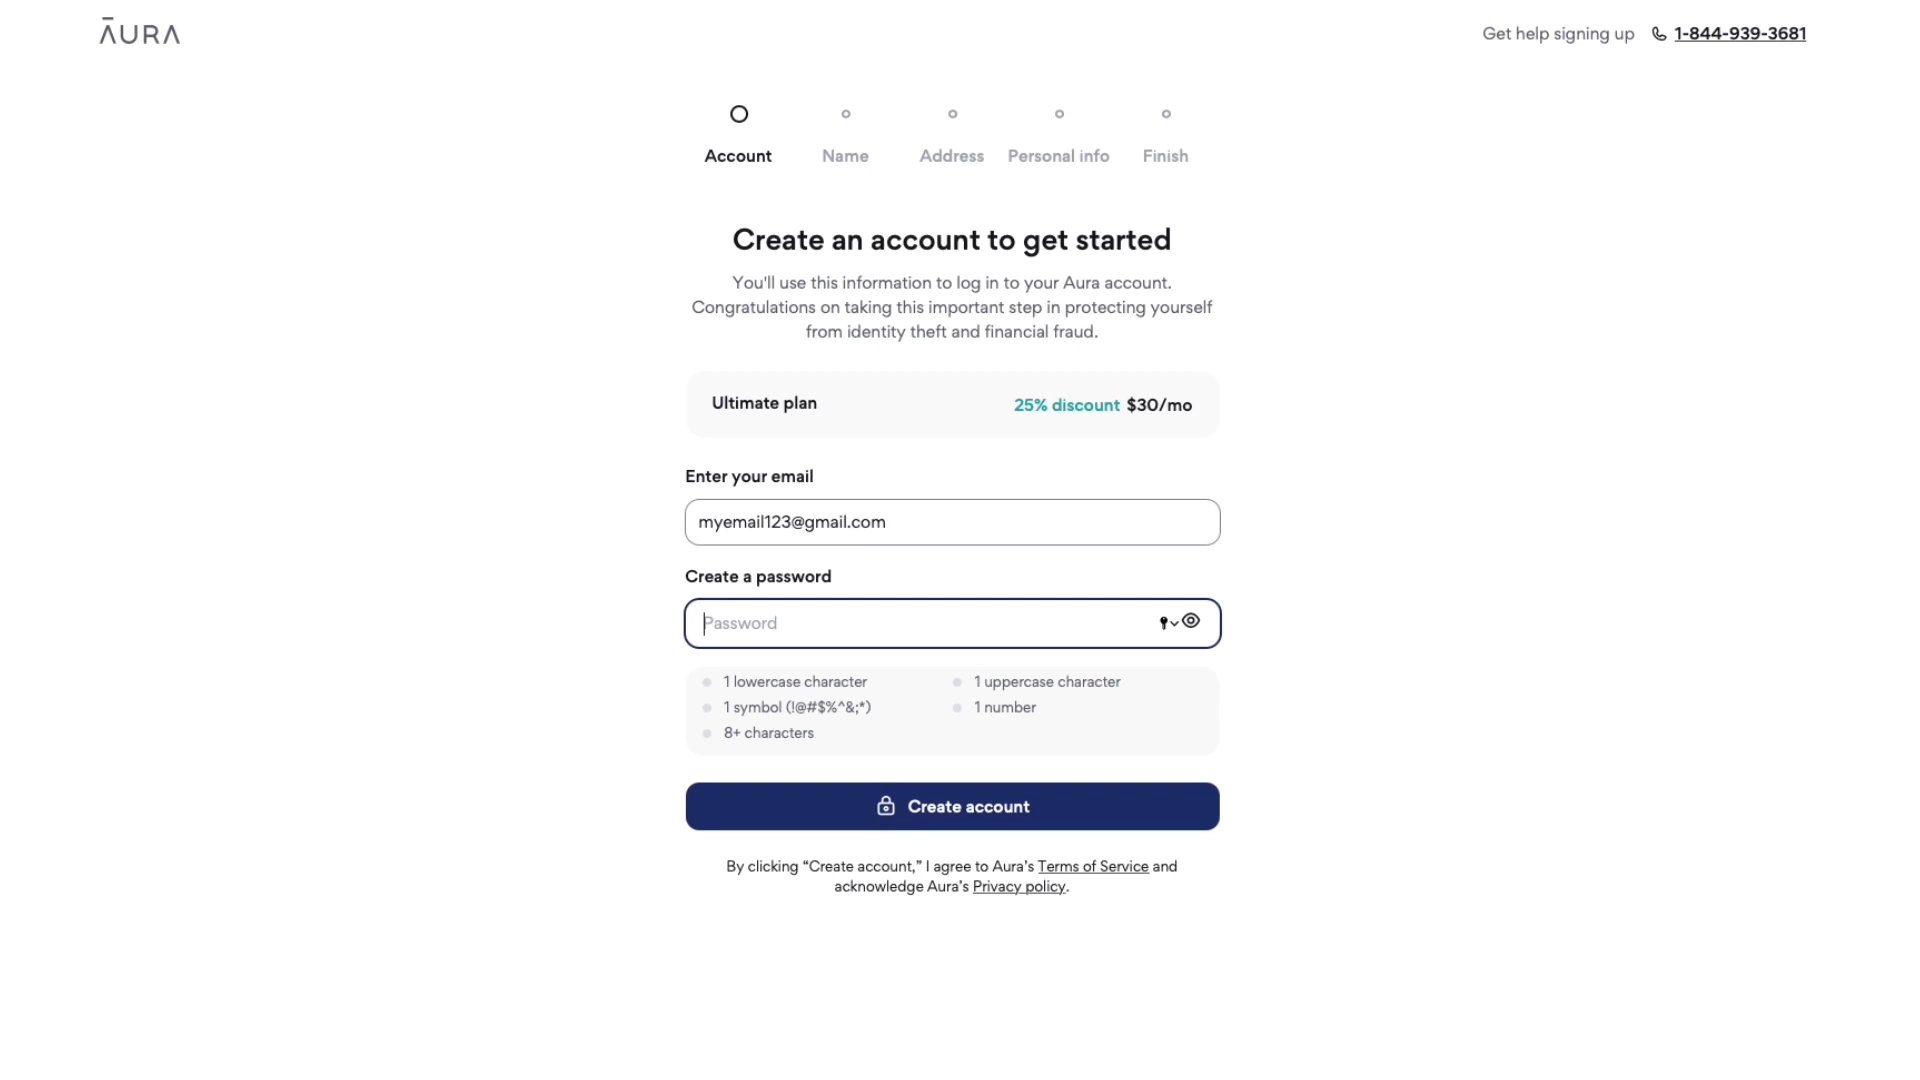 ĀURA
Get help signing up 1-844-939-3681
Account Name Address Personal info Finish
Create an account to get started
You'll use this information to log in to your Aura account.
Congratulations on taking this important step in protecting yourself
from identity theft and financial fraud.
Ultimate plan 25% discount $30/mo
Enter your email
myemail123@gmail.com
Create a password
Password
1 lowercase character 1 uppercase character
1 symbol (!@#$%^&;*) 1 number
8+ characters
Create account
By clicking “Create account,” I agree to Aura’s Terms of Service and
acknowledge Aura’s Privacy policy.